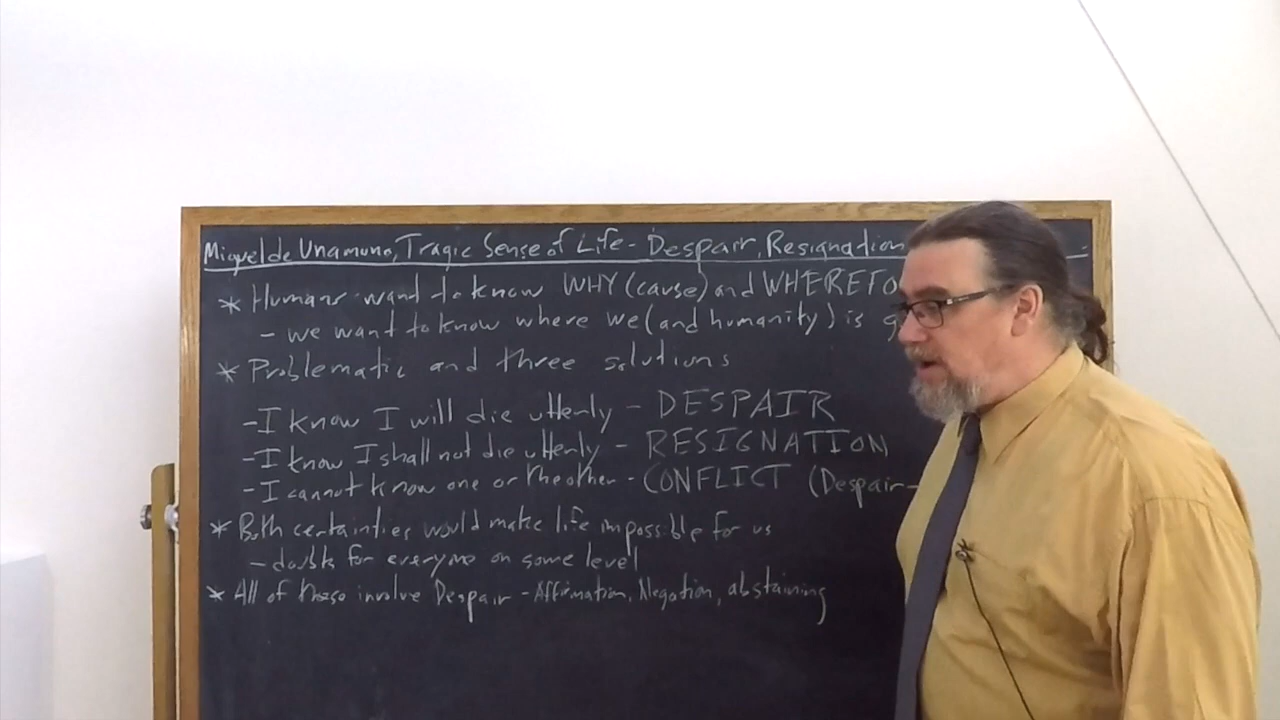 Miguel de Unamuno, Tragic Sense of Life - Despair, Resignation
* Humans want to know WHY (cause) and WHEREFO
- we want to know where we (and humanity) is g
* Problematic and three solutions
- I know I will die utterly - DESPAIR
- I know I shall not die utterly - RESIGNATION
- I cannot know one or the other - CONFLICT (Despair-
* Both certainties would make life impossible for us
- doubts for everyone on some level
* All of these involve Despair - Affirmation, Negation, abstaining